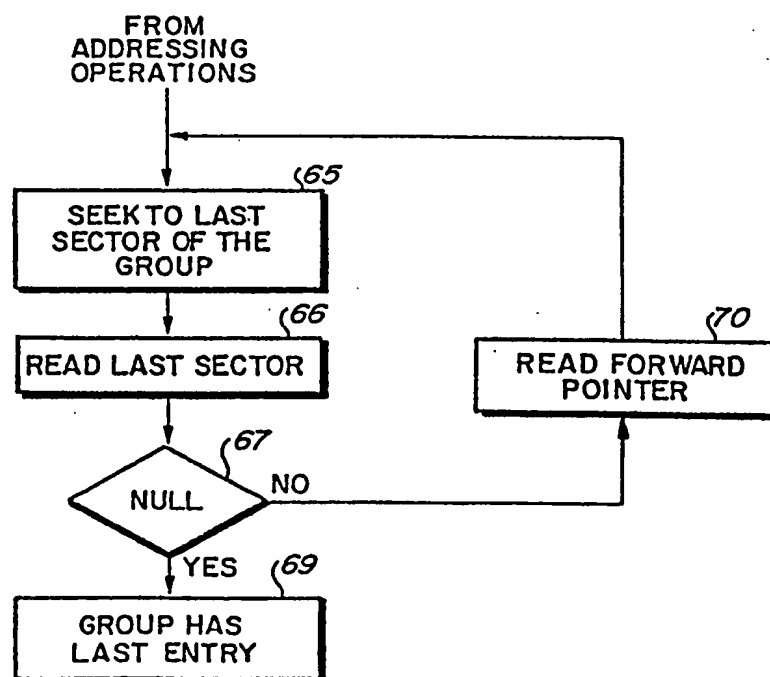 FROM
ADDRESSING
OPERATIONS
65
SEEK TO LAST
SECTOR OF THE
GROUP
66
READ LAST SECTOR
67
NULL
NO
YES
69
GROUP HAS
LAST ENTRY
70
READ FORWARD
POINTER